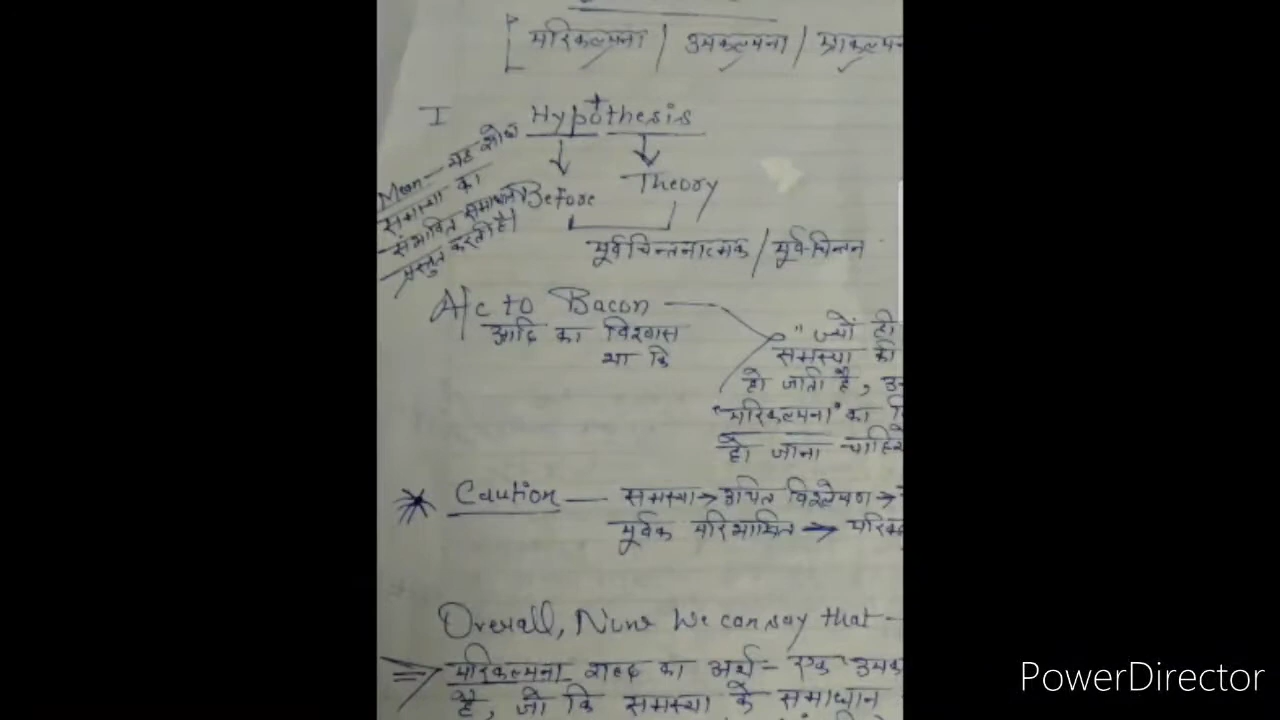 परिकल्पना / उपकल्पना / प्राकल्पन
I Hypothesis
Before Theory
Mean - यह शोध
समस्या का
संभावित समाधान
प्रस्तुत करती है।
पूर्वचिन्तनात्मक / पूर्व-चिन्तन
A/c to Bacon
आदि का विश्वास
था कि
" ज्यों ही
समस्या की
हो जाती है, उ
"परिकल्पना" का
हो जाना चाहिये
Caution — समस्या → उचित विश्लेषण →
पूर्वक परिभाषित → परिक
Overall, Now We can say that -
⇒ परिकल्पना शब्द का अर्थ - एक उपक
है, जो कि समस्या के समाधान
PowerDirector